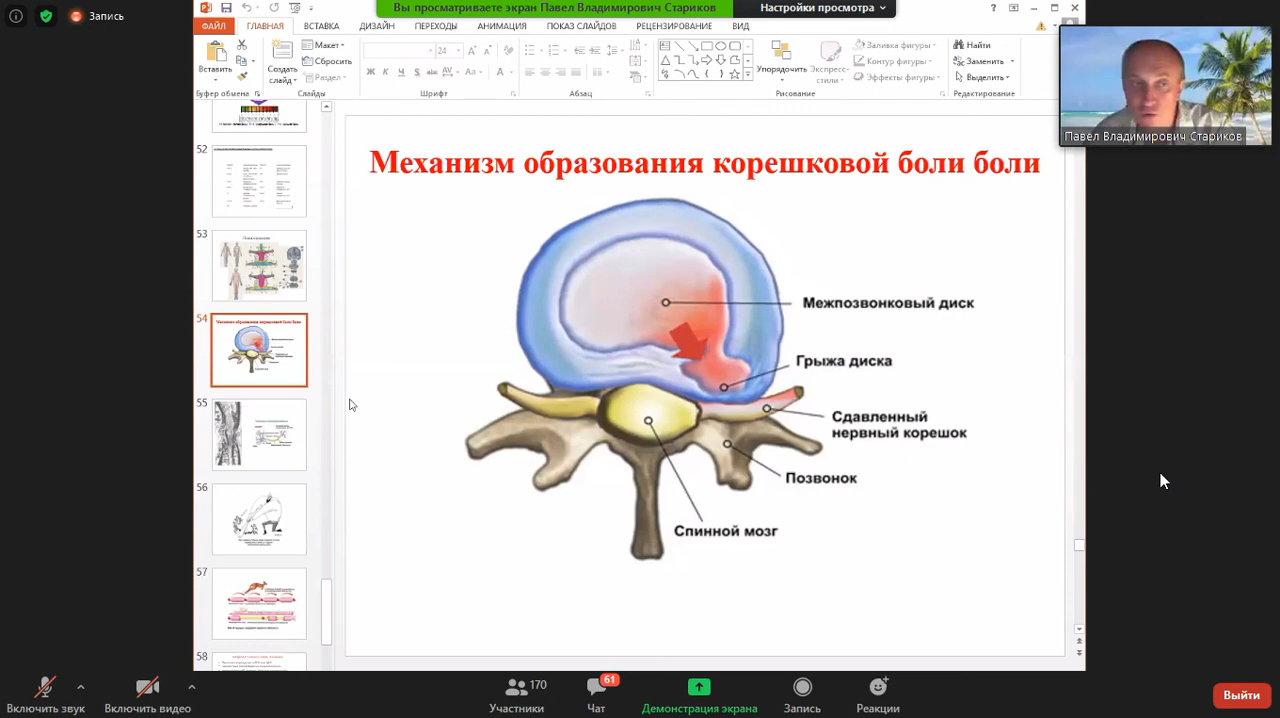 Запись
Вы просматриваете экран Павел Владимирович Стариков
Настройки просмотра
ФАЙЛ ГЛАВНАЯ ВСТАВКА ДИЗАЙН ПЕРЕХОДЫ АНИМАЦИЯ ПОКАЗ СЛАЙДОВ РЕЦЕНЗИРОВАНИЕ ВИД
Вставить
Создать слайд
Макет
Сбросить
Раздел
24
Ж К Ч S abc AV Aa A
Упорядочить
Экспресс-стили
Заливка фигуры
Контур фигуры
Эффекты фигуры
Найти
Заменить
Выделить
Буфер обмена Слайды Шрифт Абзац Рисование Редактирование
Павел Владимирович Стариков
52
53
54
55
56
57
58
Механизм образования корешковой боли боли
Межпозвонковый диск
Грыжа диска
Сдавленный
нервный корешок
Позвонок
Спинной мозг
Включить звук
Включить видео
170
Участники
61
Чат
Демонстрация экрана
Запись
Реакции
Выйти